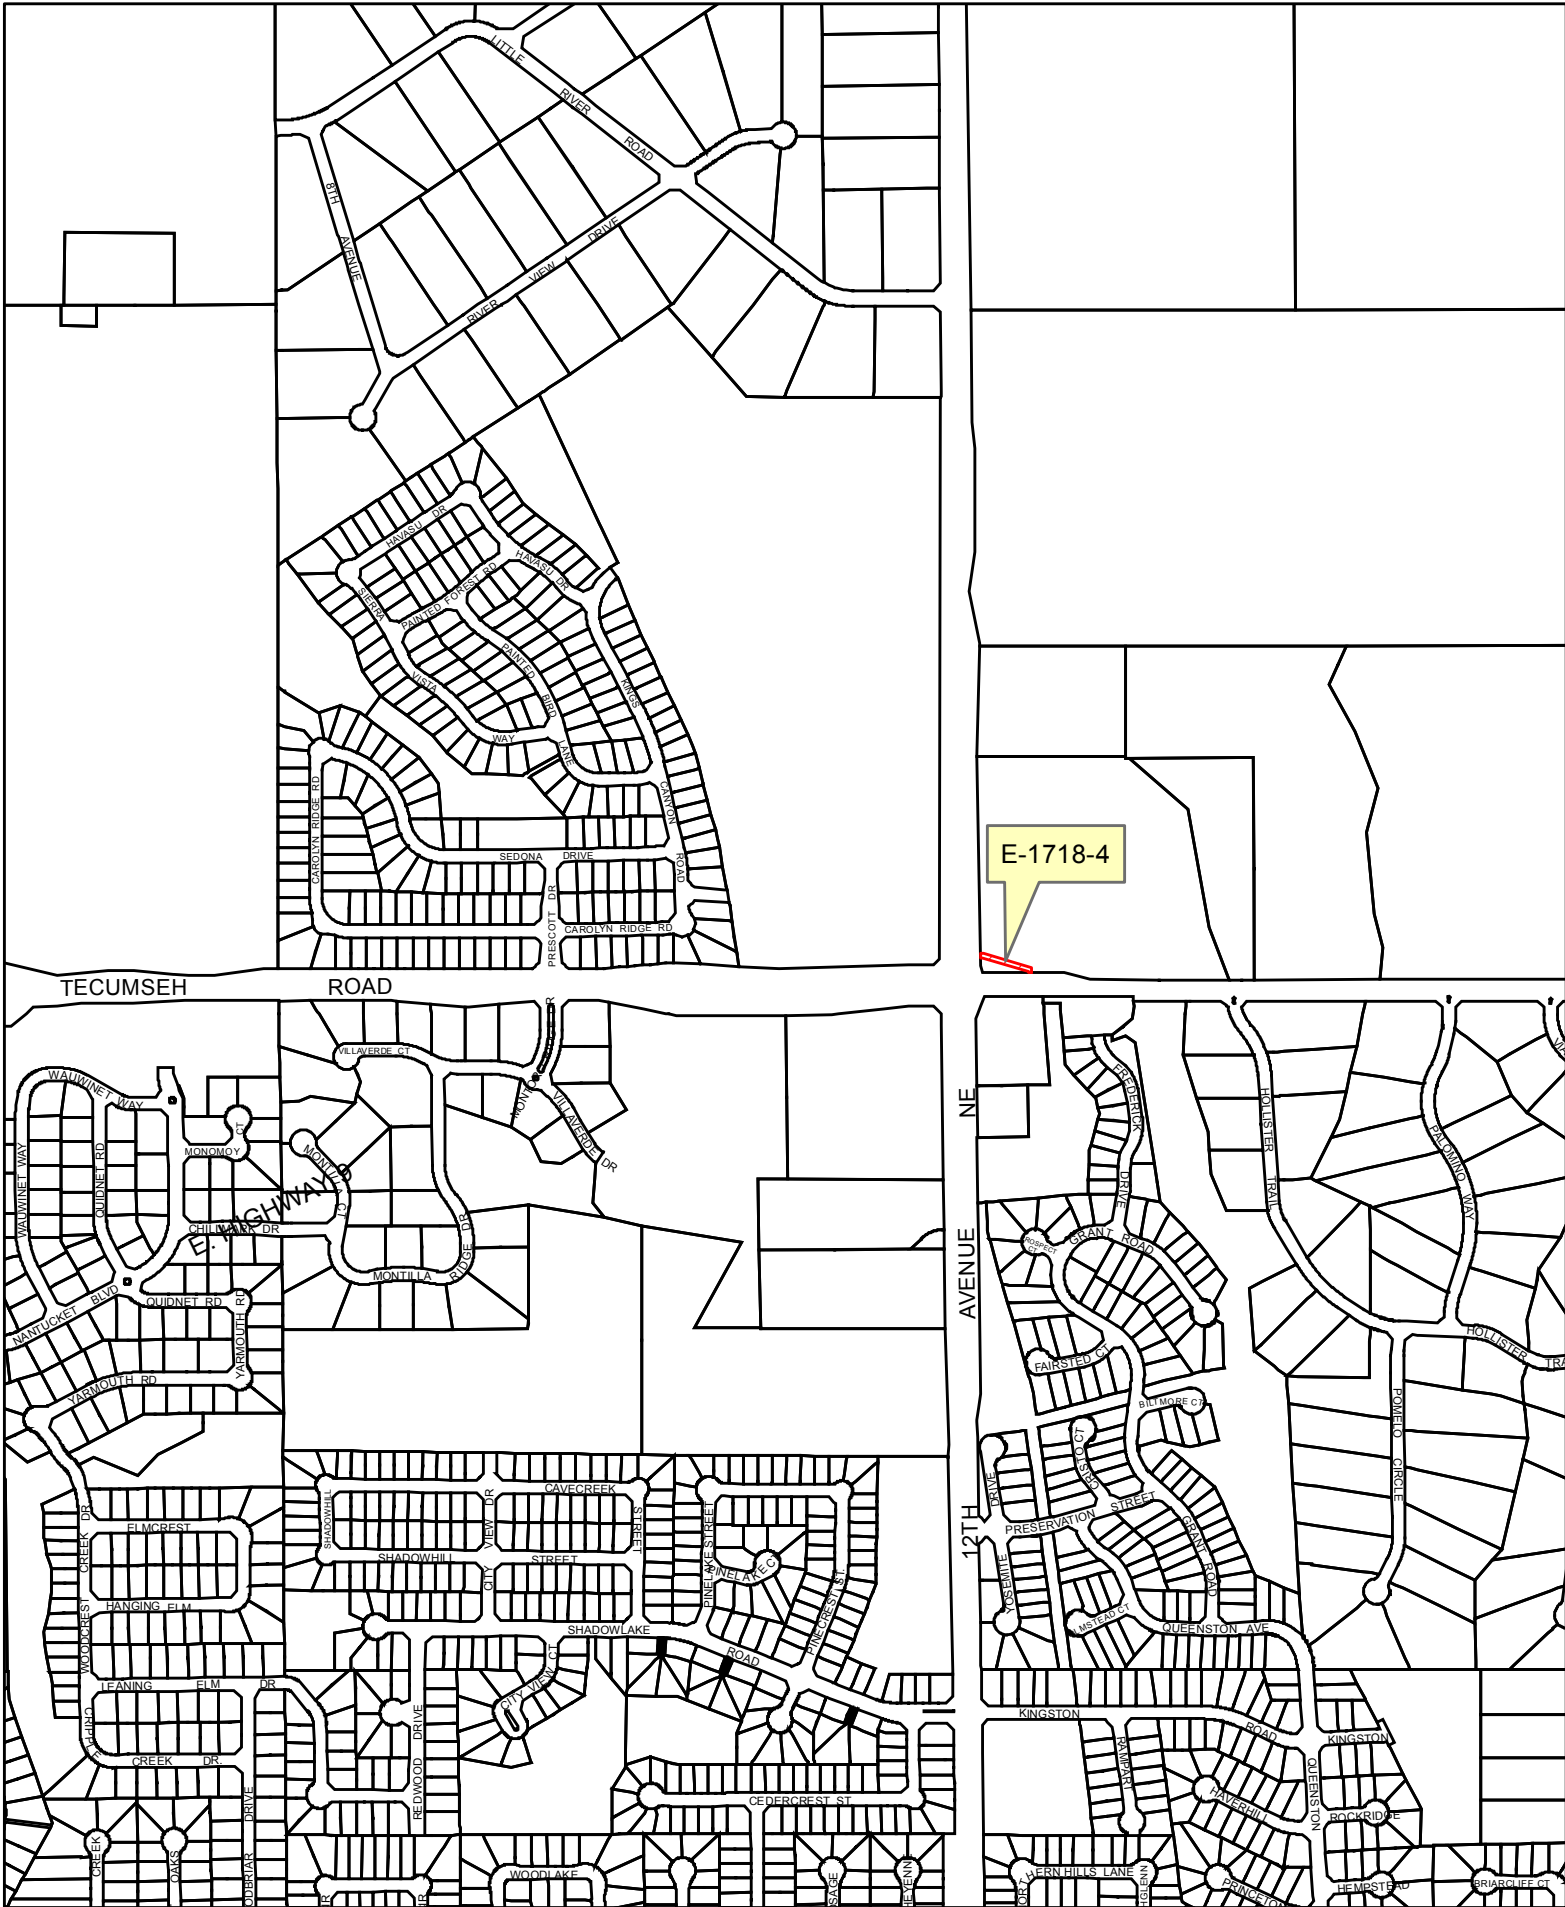 LITTLE
RIVER
ROAD
8TH
AVENUE
RIVER VIEW DRIVE
HAVASU DR
HAVASU DR
PAINTED FOREST RD
SIERRA
VISTA
WAY
PAINTED
BIRD
LANE
KINGS
CANYON
ROAD
CAROLYN RIDGE RD
SEDONA DRIVE
PRESCOTT DR
CAROLYN RIDGE RD
E-1718-4
TECUMSEH ROAD
VILLAVERDE CT
VILLAVERDE DR
WAUWINET WAY
WAUWINET WAY
QUIDNET RD
MONOMOY CT
MONTILLA CT
E. HIGHWAY 9
MONTILLA
RIDGE DR
NANTUCKET BLVD
QUIDNET RD
YARMOUTH RD
YARMOUTH RD
12TH AVENUE NE
FREDERICK
DRIVE
GRANT ROAD
FAIRSTED CT
BILTMORE CT
CRISTO CT
DRIVE
PRESERVATION STREET
YOSEMITE
GRANT ROAD
QUEENSTON AVE
HOLLISTER
TRAIL
PALOMINO WAY
HOLLISTER
POMELO CIRCLE
SHADOWHILL
CAVECREEK
STREET
CITY VIEW DR
SHADOWHILL STREET
PINELAKE STREET
PINECREST ST.
SHADOWLAKE
ROAD
CITY VIEW CT
ELMCREST
HANGING ELM
WOODCREST CREEK DR
LEANING ELM DR
CREEK DR.
REDWOOD DRIVE
CEDERCREST ST
KINGSTON
ROAD
KINGSTON
RAMPART
QUEENSTON
HAVERHILL
ROCKRIDGE
CREEK
OAKS
DRIVE
WOODLAKE
HEMPSTEAD
PRINCETON
BRIARCLIFF CT